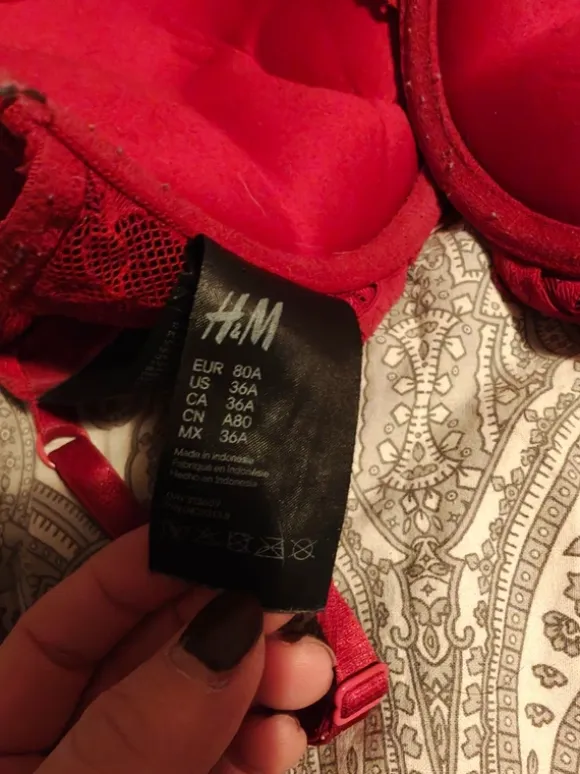 H&M
EUR 80A
US 36A
CA 36A
CN A80
MX 36A
Made in Indonesia
Fabriqué en Indonésie
Hecho en Indonesia